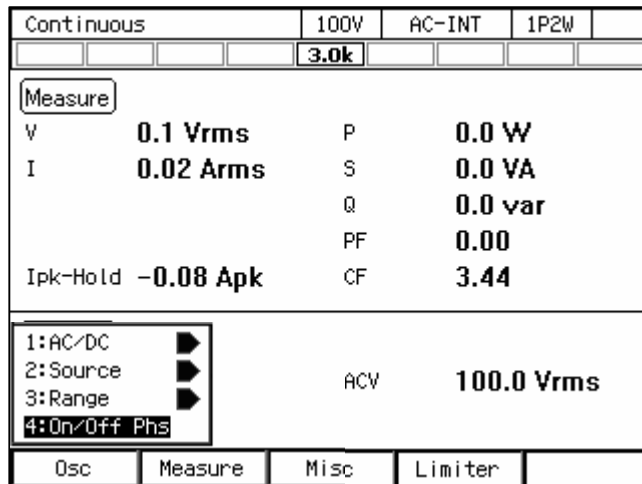 Continuous 100V AC-INT 1P2W
3.0k
Measure
V 0.1 Vrms P 0.0 W
I 0.02 Arms S 0.0 VA
Q 0.0 var
PF 0.00
Ipk-Hold -0.08 Apk CF 3.44
1:AC/DC
2:Source
3:Range
4:On/Off Phs
ACV 100.0 Vrms
Osc Measure Misc Limiter